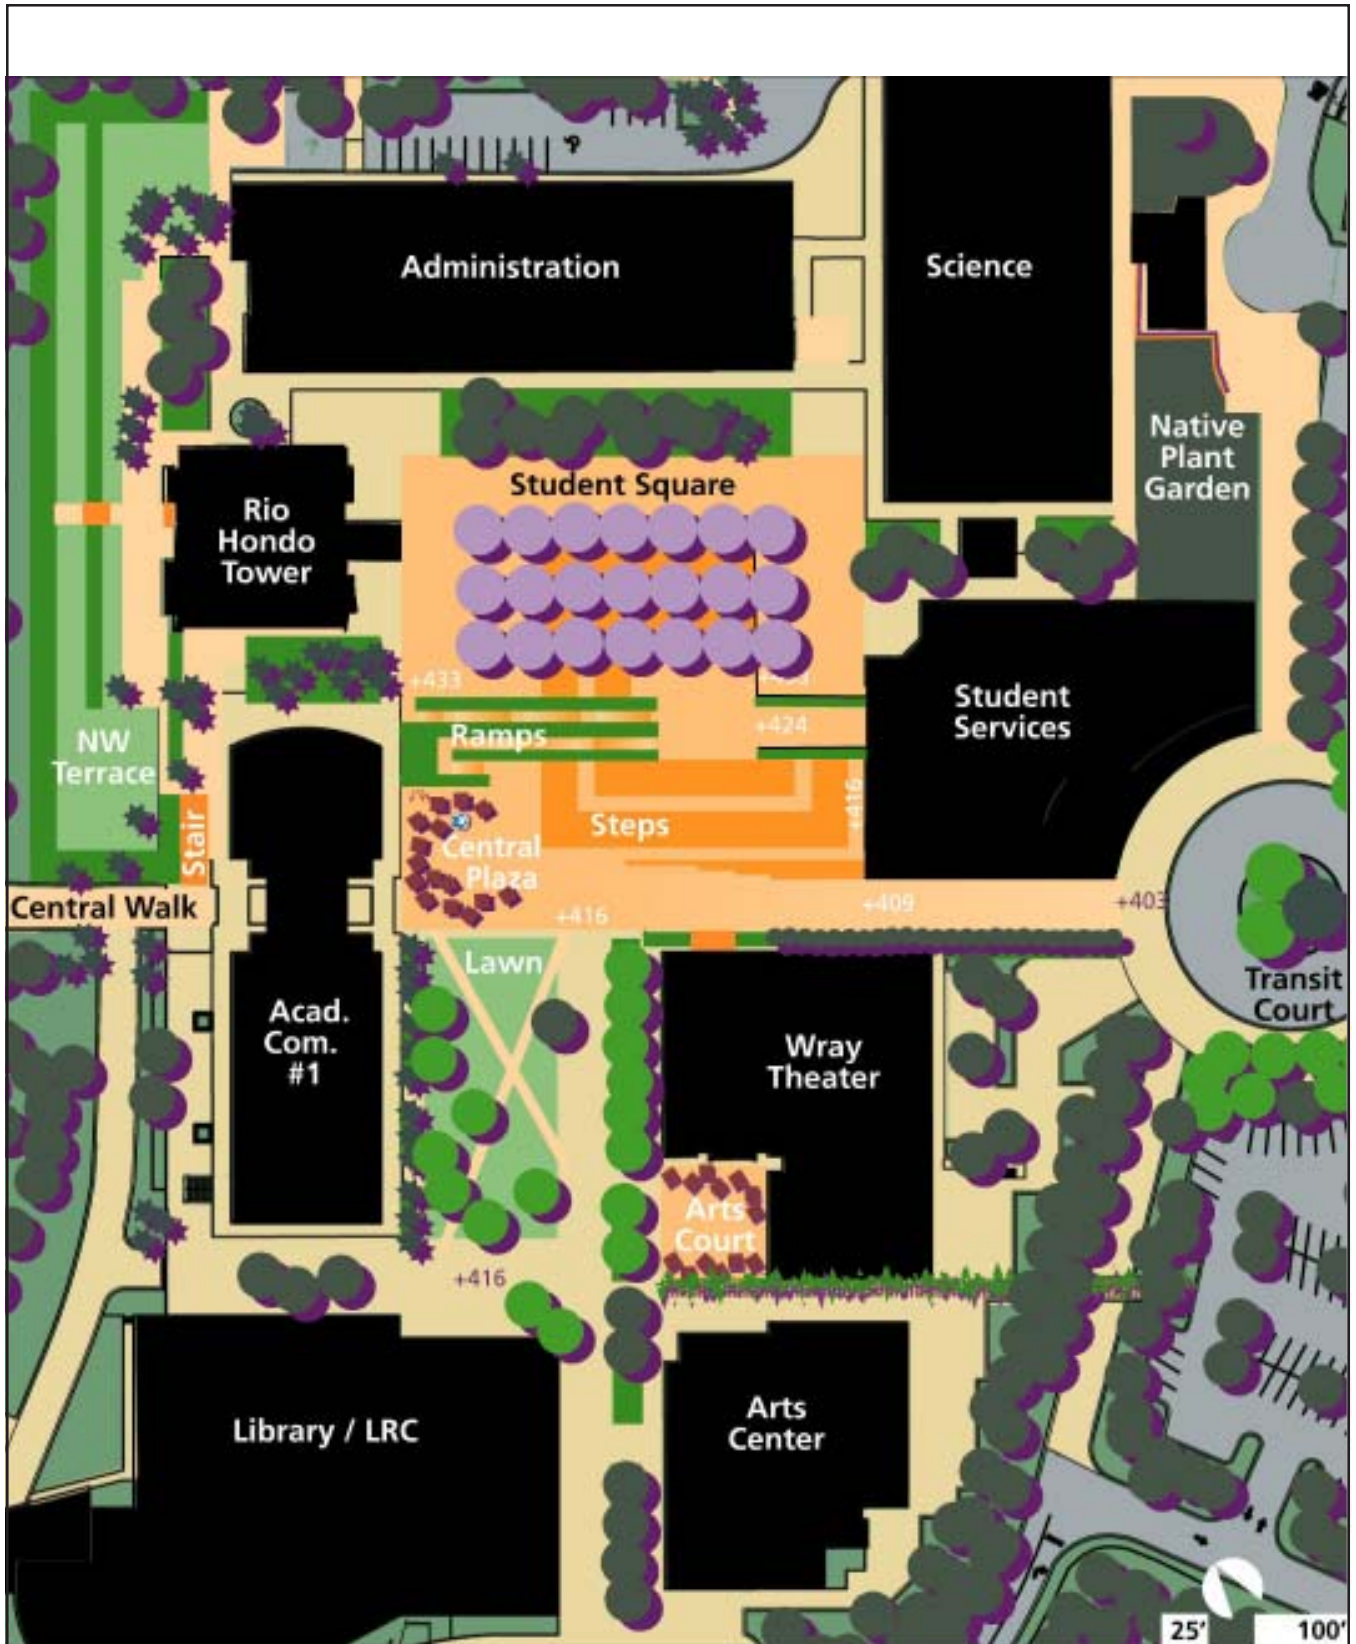 Administration
Science
Native
Plant
Garden
Student Square
Rio
Hondo
Tower
+433
Ramps
+424
Student
Services
NW
Terrace
Stair
Steps
+416
Central
Plaza
Central Walk
+416
+409
+403
Lawn
Transit
Court
Acad.
Com.
#1
Wray
Theater
Arts
Court
+416
Library / LRC
Arts
Center
25'
100'